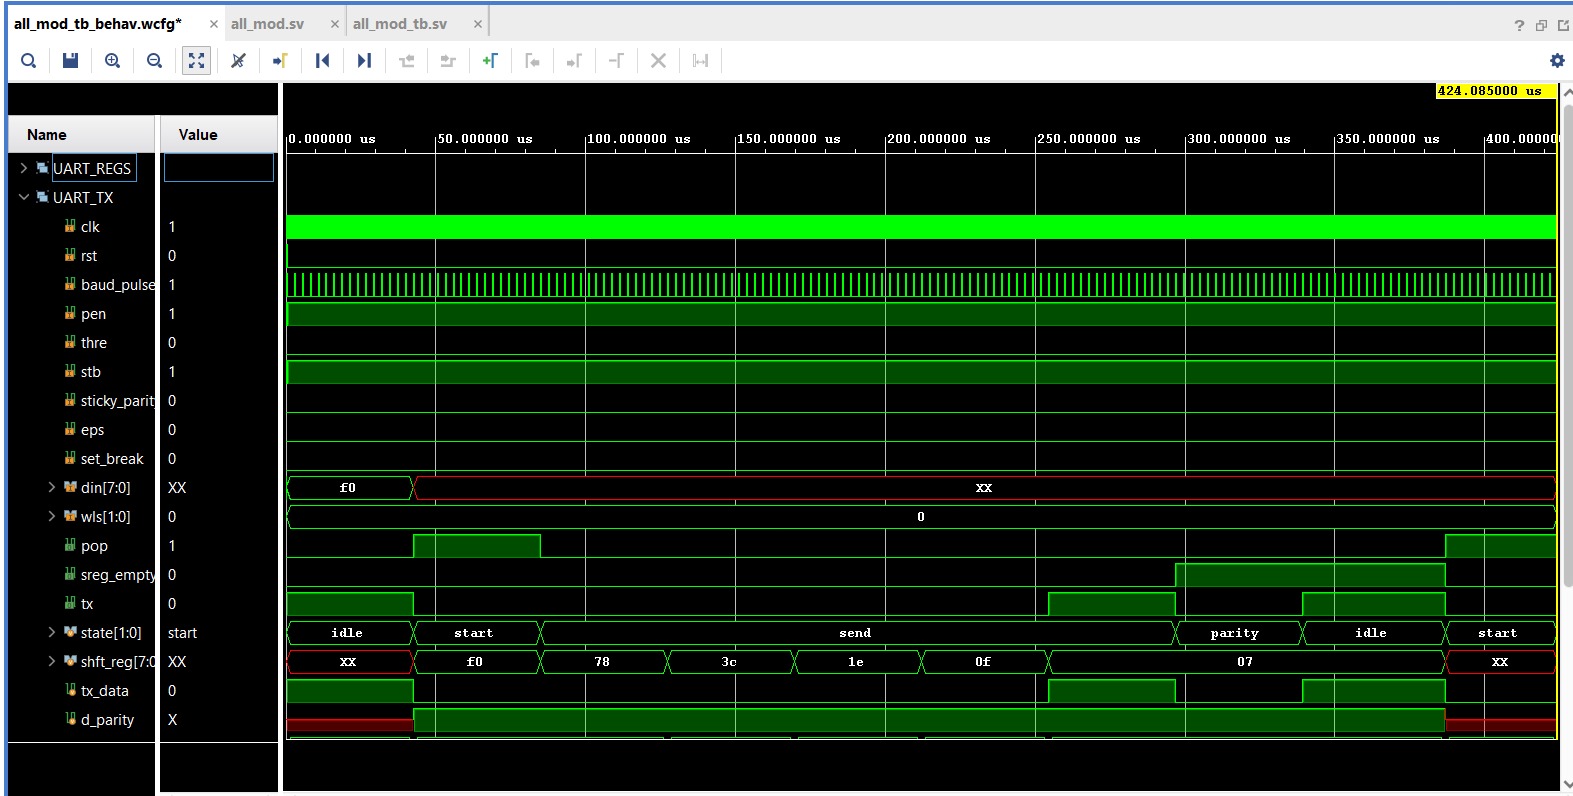 all_mod_tb_behav.wcfg* × all_mod.sv × all_mod_tb.sv ×
?
424.085000 us
Name Value
0.000000 us 50.000000 us 100.000000 us 150.000000 us 200.000000 us 250.000000 us 300.000000 us 350.000000 us 400.00000
UART_REGS
UART_TX
clk 1
rst 0
baud_pulse 1
pen 1
thre 0
stb 1
sticky_parit 0
eps 0
set_break 0
din[7:0] XX f0 XX
wls[1:0] 0 0
pop 1
sreg_empty 0
tx 0
state[1:0] start idle start send parity idle start
shft_reg[7:0 XX XX f0 78 3c 1e 0f 07 XX
tx_data 0
d_parity X